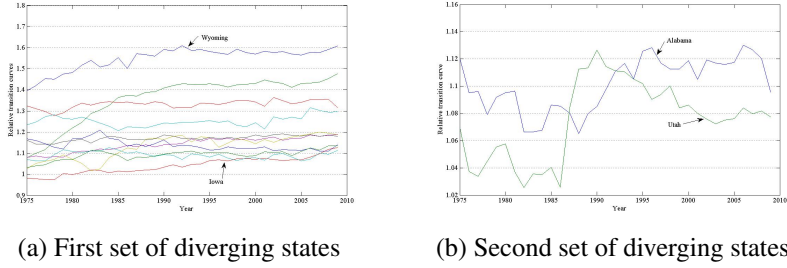 1.8
1.7
1.6
1.5
1.4
1.3
1.2
1.1
1
0.9
Relative transition curves
Wyoming
Iowa
1975 1980 1985 1990 1995 2000 2005 2010
Year
(a) First set of diverging states
1.16
1.14
1.12
1.1
1.08
1.06
1.04
1.02
Relative transition curve
Alabama
Utah
1975 1980 1985 1990 1995 2000 2005 2010
Year
(b) Second set of diverging states